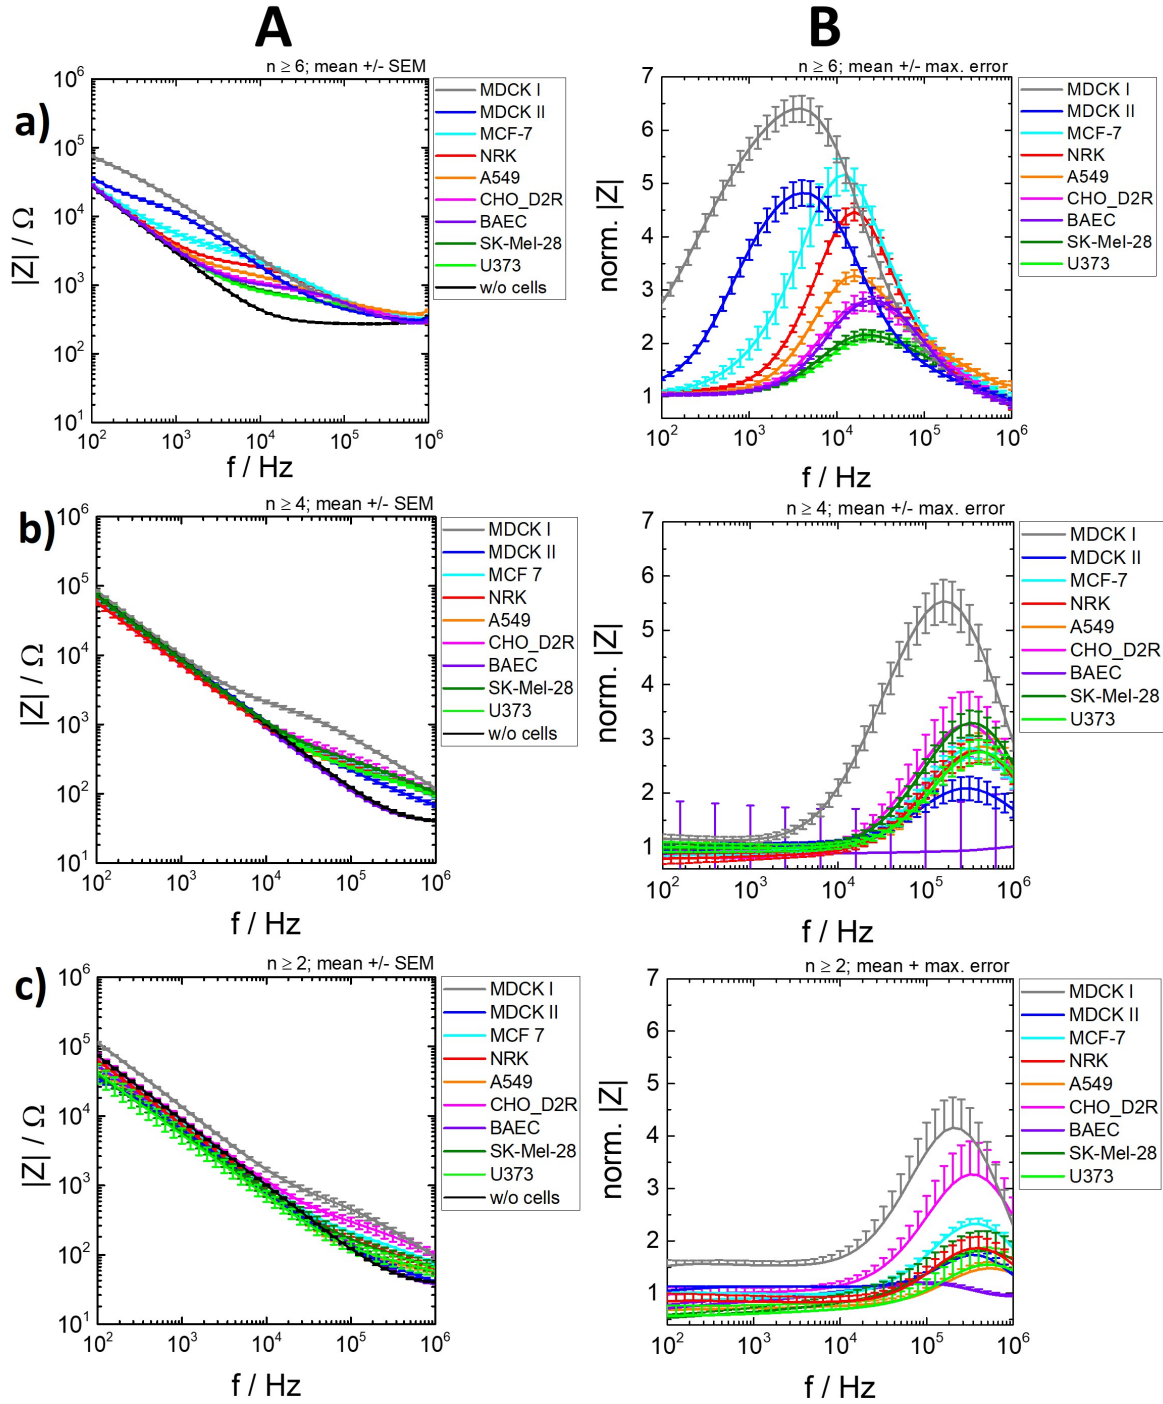 A
B
a)
n ≥ 6; mean +/- SEM
10^6
10^5
10^4
10^3
10^2
10^1
|Z| / Ω
10^2 10^3 10^4 10^5 10^6
f / Hz
MDCK I
MDCK II
MCF-7
NRK
A549
CHO_D2R
BAEC
SK-Mel-28
U373
w/o cells
n ≥ 6; mean +/- max. error
7
6
5
4
3
2
1
norm. |Z|
10^2 10^3 10^4 10^5 10^6
f / Hz
MDCK I
MDCK II
MCF-7
NRK
A549
CHO_D2R
BAEC
SK-Mel-28
U373
b)
n ≥ 4; mean +/- SEM
10^6
10^5
10^4
10^3
10^2
10^1
|Z| / Ω
10^2 10^3 10^4 10^5 10^6
f / Hz
MDCK I
MDCK II
MCF 7
NRK
A549
CHO_D2R
BAEC
SK-Mel-28
U373
w/o cells
n ≥ 4; mean +/- max. error
7
6
5
4
3
2
1
norm. |Z|
10^2 10^3 10^4 10^5 10^6
f / Hz
MDCK I
MDCK II
MCF-7
NRK
A549
CHO_D2R
BAEC
SK-Mel-28
U373
c)
n ≥ 2; mean +/- SEM
10^6
10^5
10^4
10^3
10^2
10^1
|Z| / Ω
10^2 10^3 10^4 10^5 10^6
f / Hz
MDCK I
MDCK II
MCF 7
NRK
A549
CHO_D2R
BAEC
SK-Mel-28
U373
w/o cells
n ≥ 2; mean + max. error
7
6
5
4
3
2
1
norm. |Z|
10^2 10^3 10^4 10^5 10^6
f / Hz
MDCK I
MDCK II
MCF-7
NRK
A549
CHO_D2R
BAEC
SK-Mel-28
U373